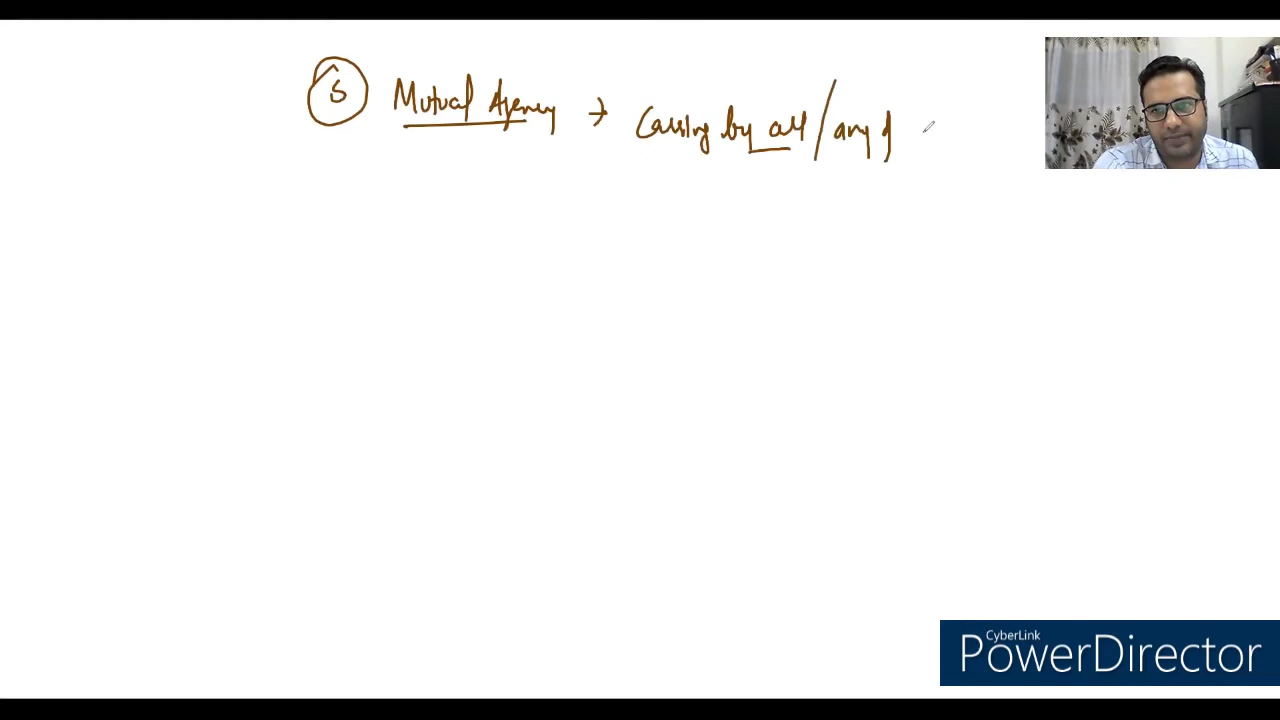 5 Mutual Agency → Carrying by all / any of
CyberLink
PowerDirector